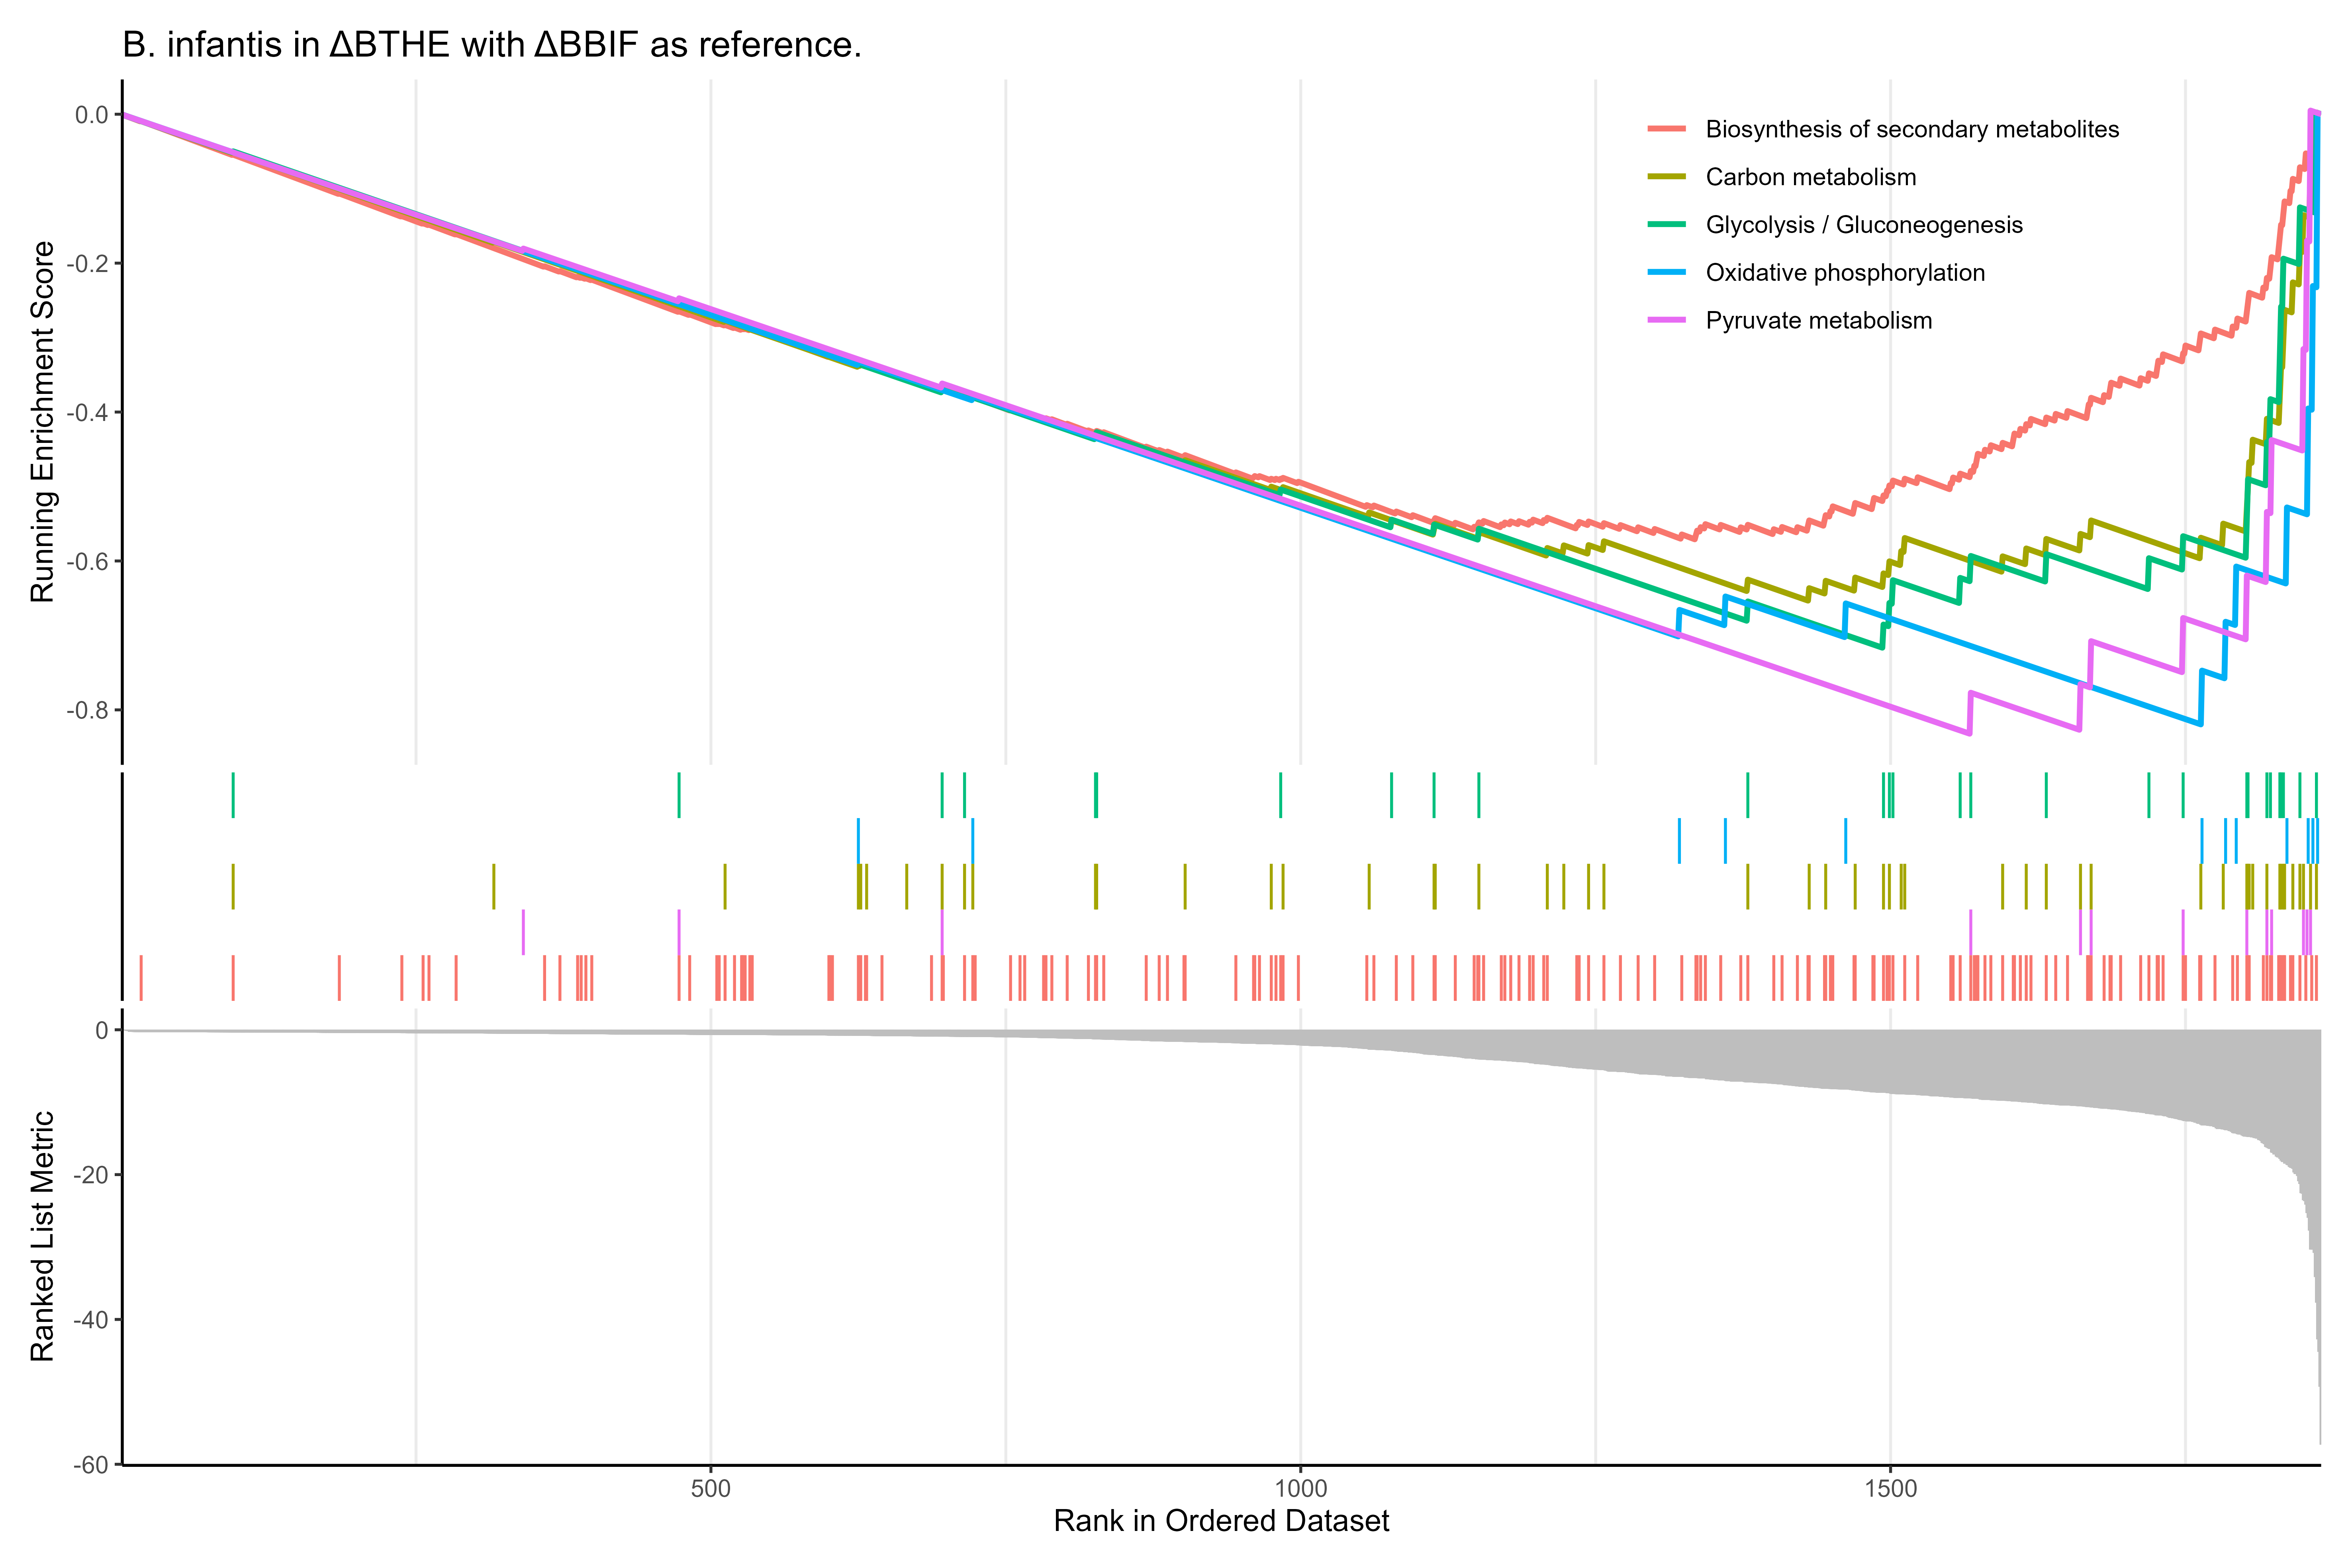 B. infantis in ΔBTHE with ΔBBIF as reference.
Running Enrichment Score
0.0
-0.2
-0.4
-0.6
-0.8
Biosynthesis of secondary metabolites
Carbon metabolism
Glycolysis / Gluconeogenesis
Oxidative phosphorylation
Pyruvate metabolism
Ranked List Metric
0
-20
-40
-60
500
1000
1500
Rank in Ordered Dataset